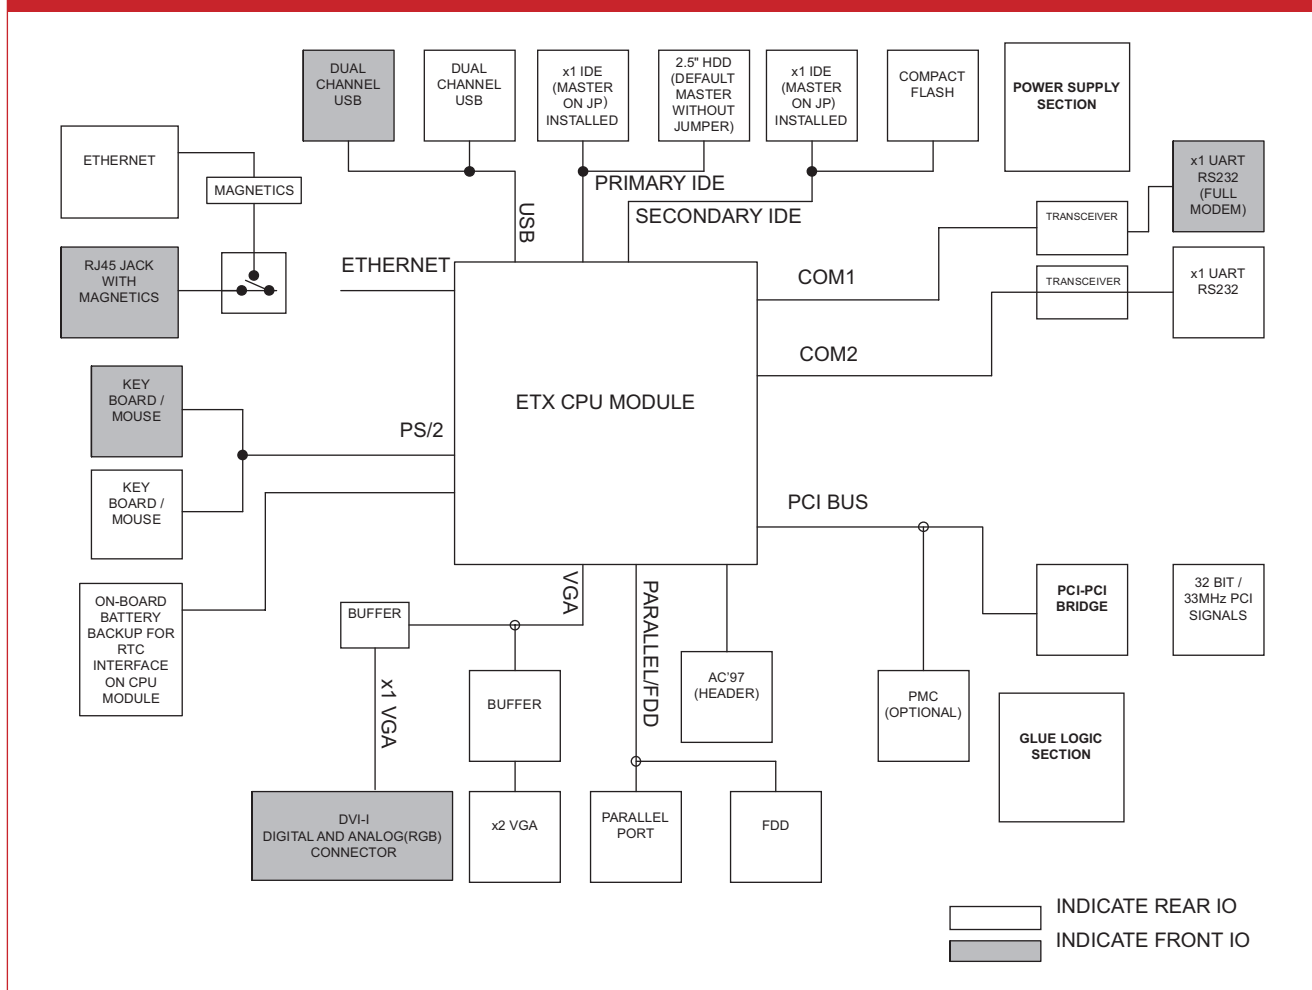 DUAL
CHANNEL
USB
DUAL
CHANNEL
USB
x1 IDE
(MASTER
ON JP)
INSTALLED
2.5" HDD
(DEFAULT
MASTER
WITHOUT
JUMPER)
x1 IDE
(MASTER
ON JP)
INSTALLED
COMPACT
FLASH
POWER SUPPLY
SECTION
ETHERNET
MAGNETICS
RJ45 JACK
WITH
MAGNETICS
USB
PRIMARY IDE
SECONDARY IDE
TRANSCEIVER
x1 UART
RS232
(FULL
MODEM)
ETHERNET
COM1
TRANSCEIVER
x1 UART
RS232
COM2
KEY
BOARD /
MOUSE
PS/2
ETX CPU MODULE
KEY
BOARD /
MOUSE
PCI BUS
ON-BOARD
BATTERY
BACKUP FOR
RTC
INTERFACE
ON CPU
MODULE
BUFFER
VGA
PARALLEL/FDD
PCI-PCI
BRIDGE
32 BIT /
33MHz PCI
SIGNALS
x1 VGA
BUFFER
AC'97
(HEADER)
PMC
(OPTIONAL)
GLUE LOGIC
SECTION
DVI-I
DIGITAL AND ANALOG(RGB)
CONNECTOR
x2 VGA
PARALLEL
PORT
FDD
INDICATE REAR IO
INDICATE FRONT IO